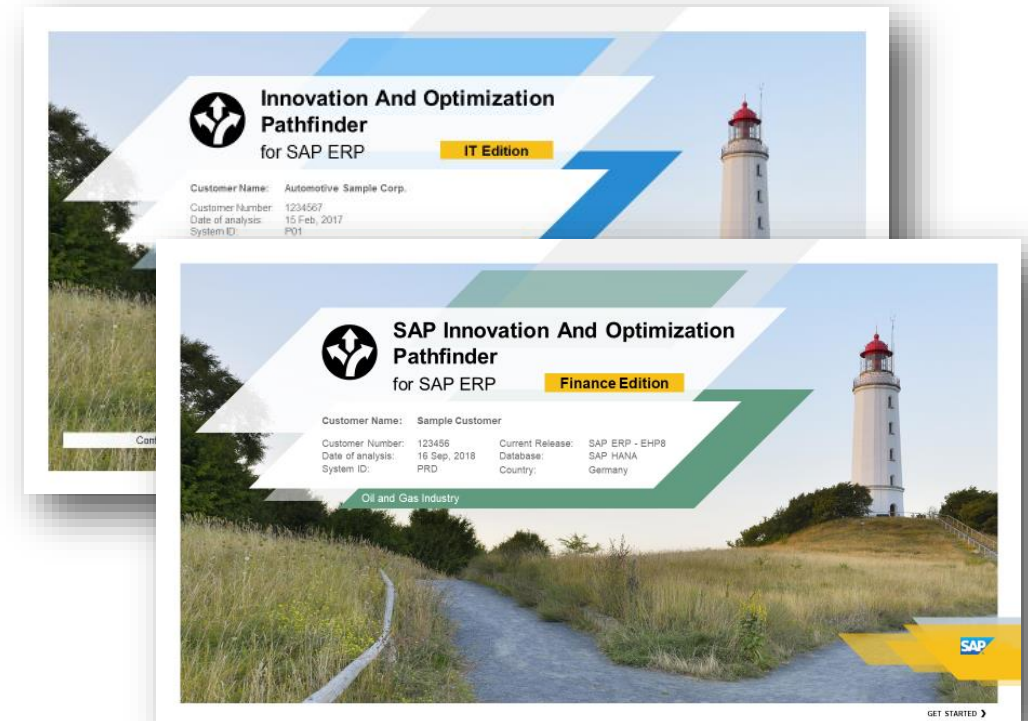 Innovation And Optimization
Pathfinder
for SAP ERP
IT Edition
Customer Name: Automotive Sample Corp.
Customer Number 1234567
Date of analysis: 15 Feb, 2017
System ID: P01
SAP Innovation And Optimization
Pathfinder
for SAP ERP
Finance Edition
Customer Name: Sample Customer
Customer Number: 123456 Current Release: SAP ERP - EHP8
Date of analysis: 16 Sep, 2018 Database: SAP HANA
System ID: PRD Country: Germany
Oil and Gas Industry
SAP
GET STARTED ❯